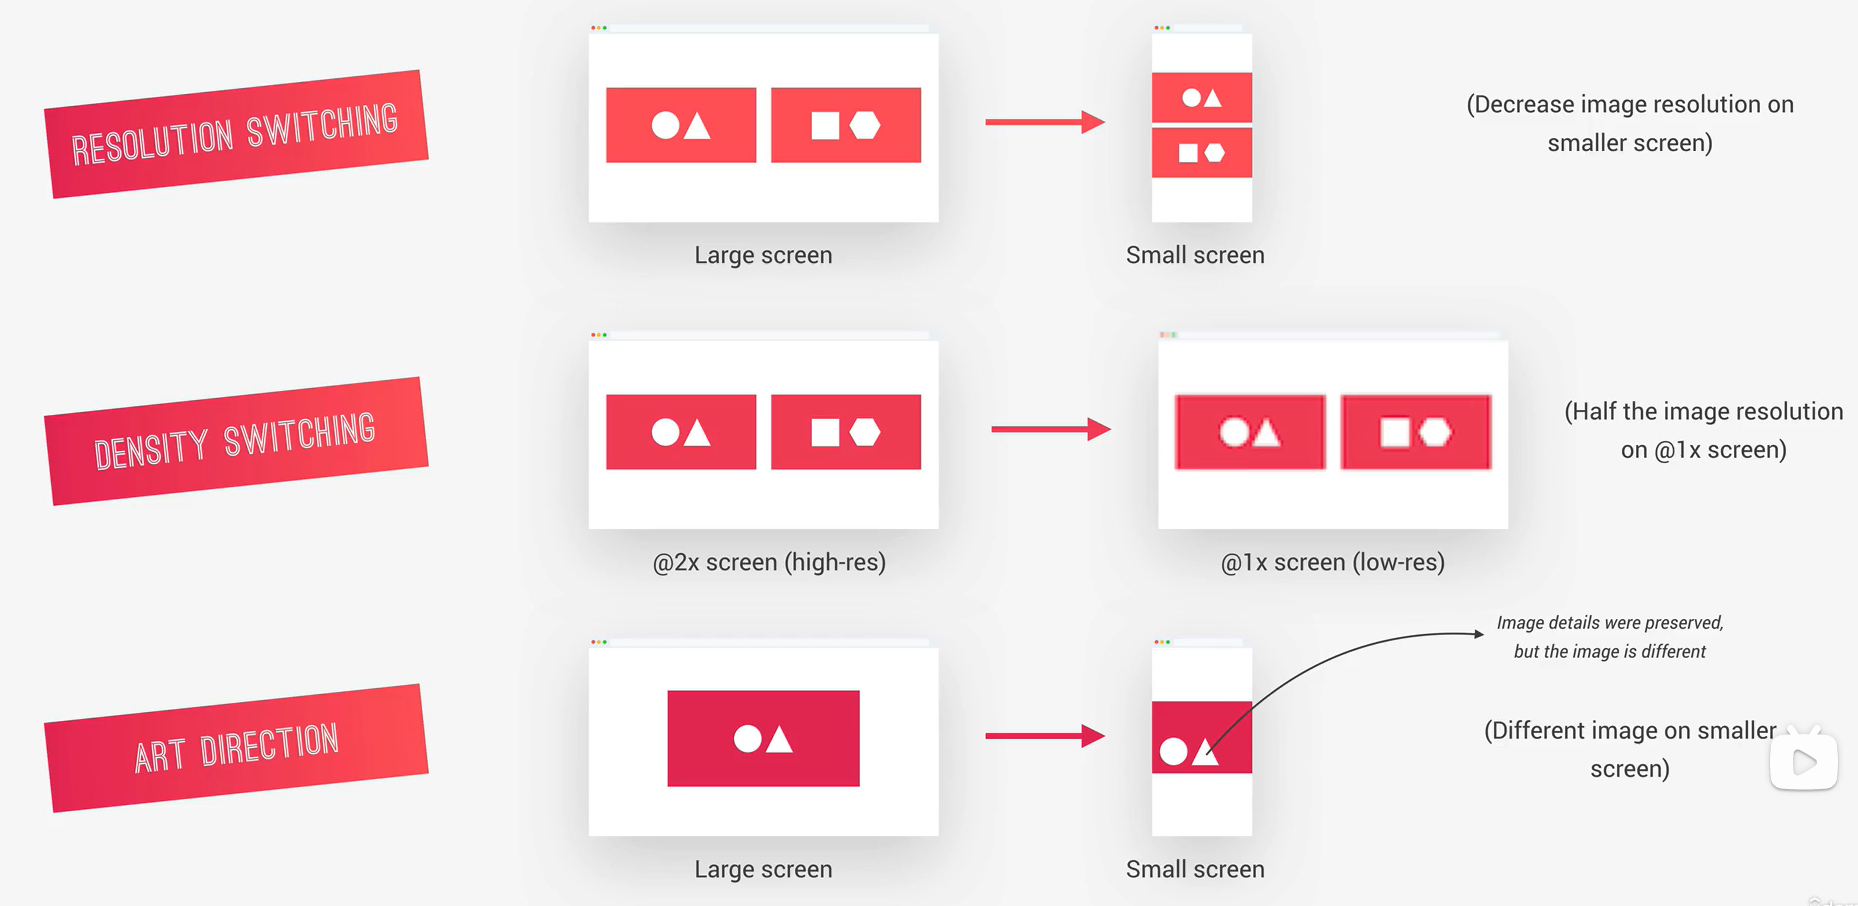 RESOLUTION SWITCHING
Large screen
Small screen
(Decrease image resolution on
smaller screen)
DENSITY SWITCHING
@2x screen (high-res)
@1x screen (low-res)
(Half the image resolution
on @1x screen)
ART DIRECTION
Large screen
Small screen
Image details were preserved,
but the image is different
(Different image on smaller
screen)